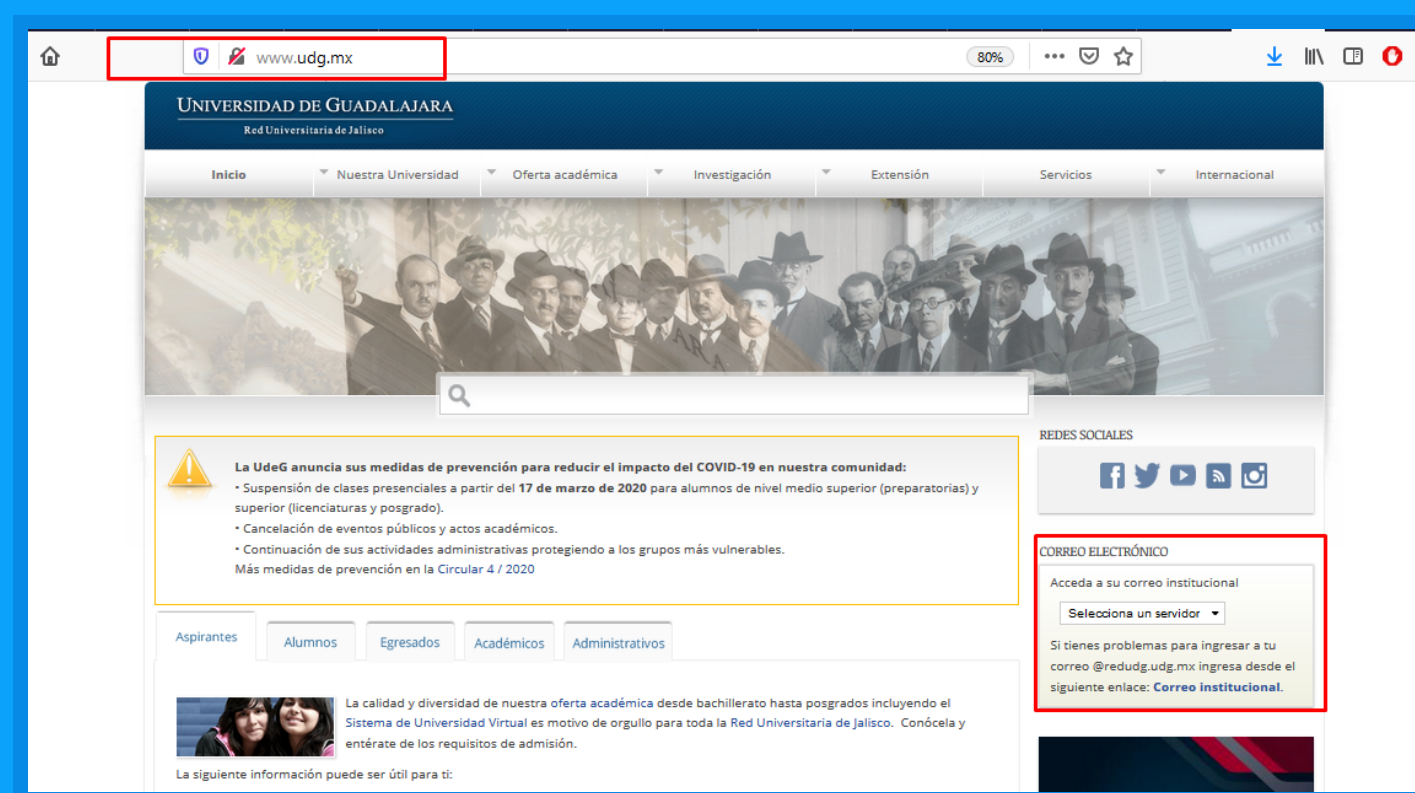 www.udg.mx
80%
UNIVERSIDAD DE GUADALAJARA
Red Universitaria de Jalisco
Inicio
Nuestra Universidad
Oferta académica
Investigación
Extensión
Servicios
Internacional
ARA
REDES SOCIALES
La UdeG anuncia sus medidas de prevención para reducir el impacto del COVID-19 en nuestra comunidad:
• Suspensión de clases presenciales a partir del 17 de marzo de 2020 para alumnos de nivel medio superior (preparatorias) y
superior (licenciaturas y posgrado).
• Cancelación de eventos públicos y actos académicos.
• Continuación de sus actividades administrativas protegiendo a los grupos más vulnerables.
Más medidas de prevención en la Circular 4 / 2020
CORREO ELECTRÓNICO
Acceda a su correo institucional
Selecciona un servidor
Si tienes problemas para ingresar a tu
correo @redudg.udg.mx ingresa desde el
siguiente enlace: Correo institucional.
Aspirantes
Alumnos
Egresados
Académicos
Administrativos
La calidad y diversidad de nuestra oferta académica desde bachillerato hasta posgrados incluyendo el
Sistema de Universidad Virtual es motivo de orgullo para toda la Red Universitaria de Jalisco. Conócela y
entérate de los requisitos de admisión.
La siguiente información puede ser útil para ti: